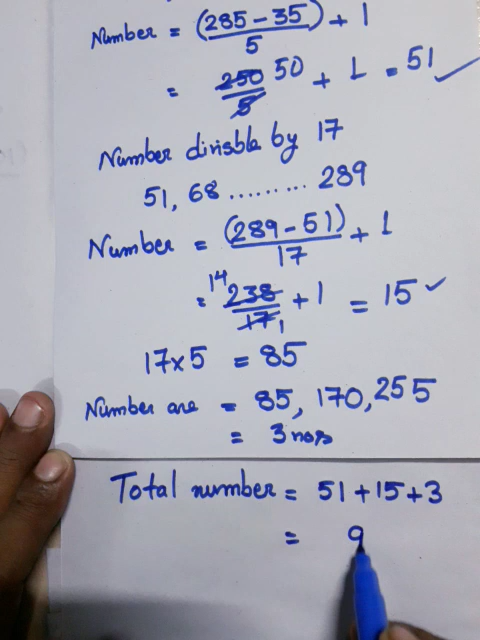 Number = (285-35)/5 + 1
= 250/5 50 + 1 = 51 ✓
Number divisble by 17
51, 68 ......... 289
Number = (289-51)/17 + 1
= 14 238/17 1 + 1 = 15 ✓
17x5 = 85
Number are = 85, 170, 255
= 3 nos
Total number = 51+15+3
= 9